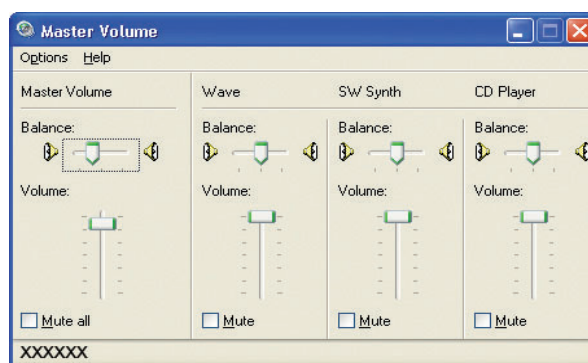 Master Volume
Options Help
Master Volume Wave SW Synth CD Player
Balance: Balance: Balance: Balance:
Volume: Volume: Volume: Volume:
Mute all Mute Mute Mute
XXXXXX